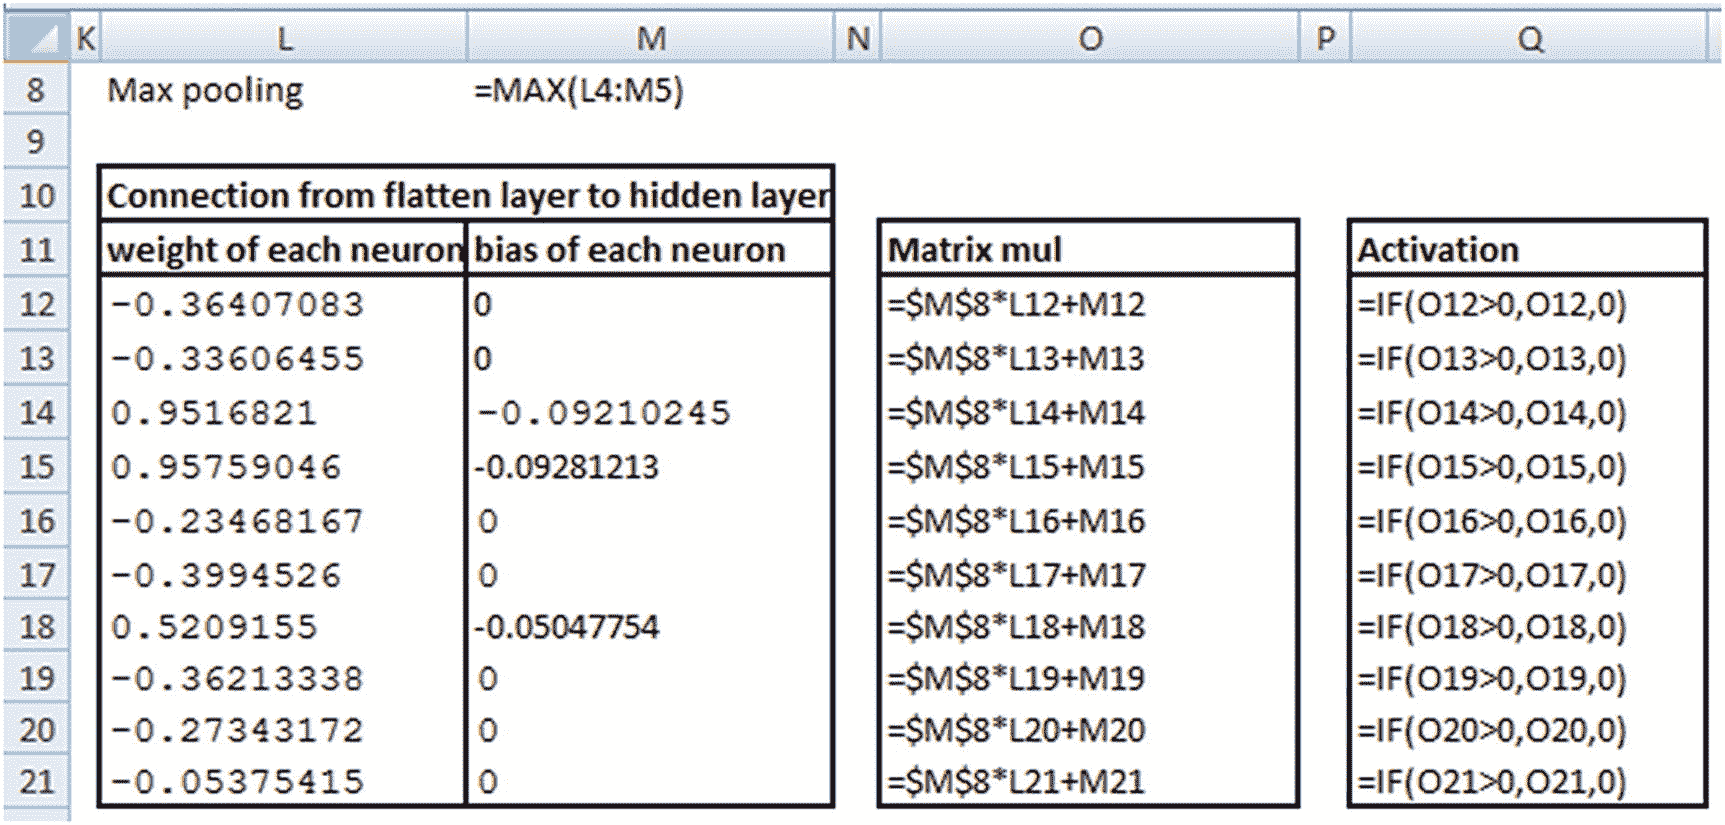 K L M N O P Q
8 Max pooling =MAX(L4:M5)
9
10 Connection from flatten layer to hidden layer
11 weight of each neuron bias of each neuron Matrix mul Activation
12 -0.36407083 0 =$M$8*L12+M12 =IF(O12>0,O12,0)
13 -0.33606455 0 =$M$8*L13+M13 =IF(O13>0,O13,0)
14 0.9516821 -0.09210245 =$M$8*L14+M14 =IF(O14>0,O14,0)
15 0.95759046 -0.09281213 =$M$8*L15+M15 =IF(O15>0,O15,0)
16 -0.23468167 0 =$M$8*L16+M16 =IF(O16>0,O16,0)
17 -0.3994526 0 =$M$8*L17+M17 =IF(O17>0,O17,0)
18 0.5209155 -0.05047754 =$M$8*L18+M18 =IF(O18>0,O18,0)
19 -0.36213338 0 =$M$8*L19+M19 =IF(O19>0,O19,0)
20 -0.27343172 0 =$M$8*L20+M20 =IF(O20>0,O20,0)
21 -0.05375415 0 =$M$8*L21+M21 =IF(O21>0,O21,0)